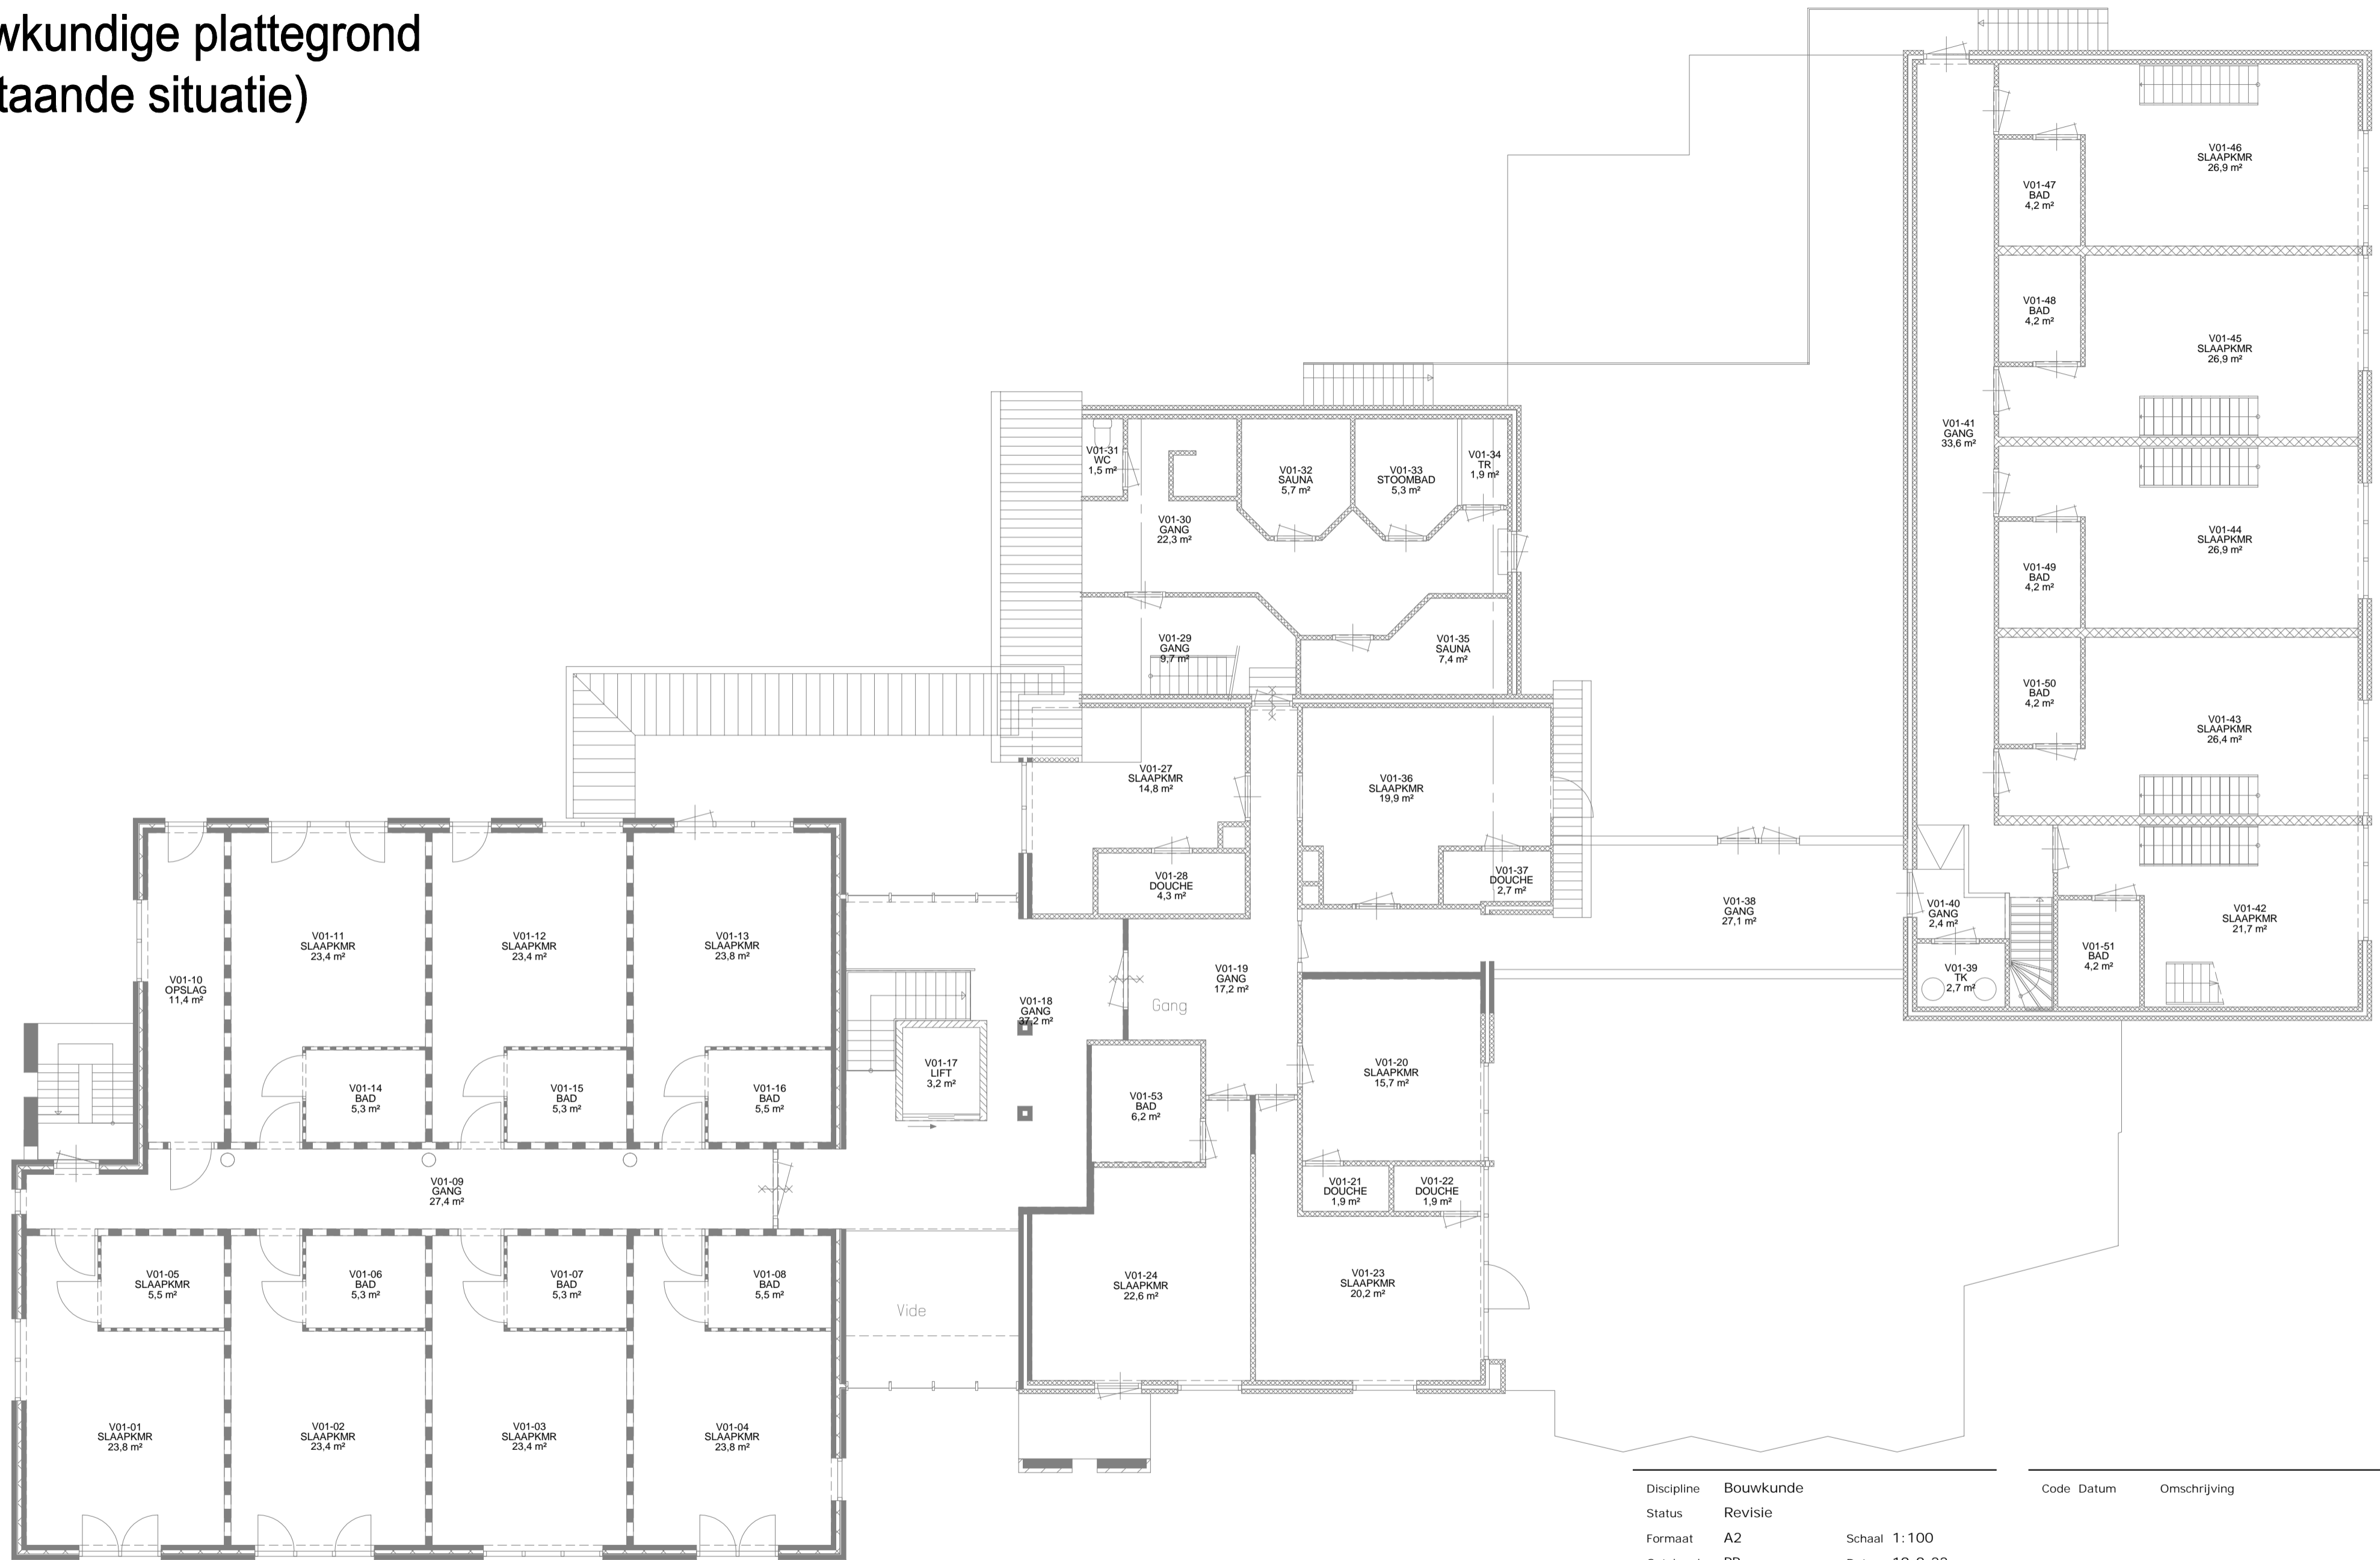 wkundige plattegrond
taande situatie)
V01-46
SLAAPKMR
26,9 m²
V01-47
BAD
4,2 m²
V01-48
BAD
4,2 m²
V01-45
SLAAPKMR
26,9 m²
V01-41
GANG
33,6 m²
V01-31
WC
1,5 m²
V01-32
SAUNA
5,7 m²
V01-33
STOOMBAD
5,3 m²
V01-34
TR
1,9 m²
V01-30
GANG
22,3 m²
V01-44
SLAAPKMR
26,9 m²
V01-49
BAD
4,2 m²
V01-29
GANG
9,7 m²
V01-35
SAUNA
7,4 m²
V01-50
BAD
4,2 m²
V01-43
SLAAPKMR
26,4 m²
V01-27
SLAAPKMR
14,8 m²
V01-36
SLAAPKMR
19,9 m²
V01-28
DOUCHE
4,3 m²
V01-37
DOUCHE
2,7 m²
V01-38
GANG
27,1 m²
V01-40
GANG
2,4 m²
V01-42
SLAAPKMR
21,7 m²
V01-51
BAD
4,2 m²
V01-39
TK
2,7 m²
V01-11
SLAAPKMR
23,4 m²
V01-12
SLAAPKMR
23,4 m²
V01-13
SLAAPKMR
23,8 m²
V01-10
OPSLAG
11,4 m²
V01-19
GANG
17,2 m²
Gang
V01-18
GANG
37,2 m²
V01-17
LIFT
3,2 m²
V01-20
SLAAPKMR
15,7 m²
V01-14
BAD
5,3 m²
V01-15
BAD
5,3 m²
V01-16
BAD
5,5 m²
V01-53
BAD
6,2 m²
V01-09
GANG
27,4 m²
V01-21
DOUCHE
1,9 m²
V01-22
DOUCHE
1,9 m²
V01-05
SLAAPKMR
5,5 m²
V01-06
BAD
5,3 m²
V01-07
BAD
5,3 m²
V01-08
BAD
5,5 m²
V01-24
SLAAPKMR
22,6 m²
V01-23
SLAAPKMR
20,2 m²
Vide
V01-01
SLAAPKMR
23,8 m²
V01-02
SLAAPKMR
23,4 m²
V01-03
SLAAPKMR
23,4 m²
V01-04
SLAAPKMR
23,8 m²
Discipline Bouwkunde
Status Revisie
Formaat A2 Schaal 1:100
Code Datum Omschrijving